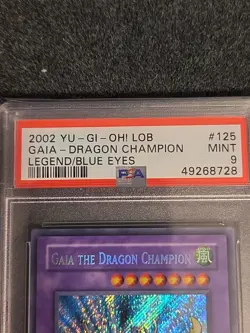 2002 YU-GI-OH! LOB #125
GAIA-DRAGON CHAMPION MINT
LEGEND/BLUE EYES 9
PSA 49268728
GAIA THE DRAGON CHAMPION 風